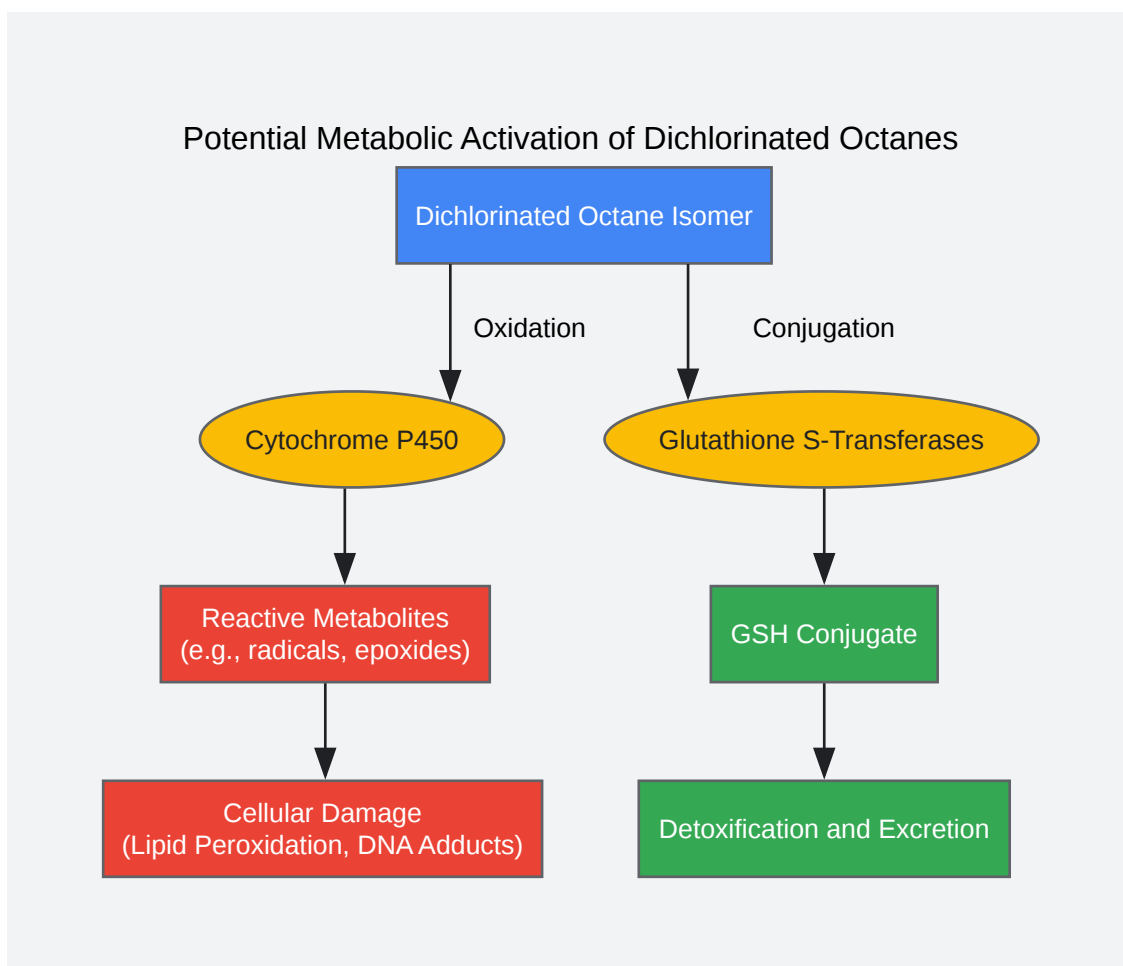 Potential Metabolic Activation of Dichlorinated Octanes
Dichlorinated Octane Isomer
Oxidation
Conjugation
Cytochrome P450
Glutathione S-Transferases
Reactive Metabolites
(e.g., radicals, epoxides)
GSH Conjugate
Cellular Damage
(Lipid Peroxidation, DNA Adducts)
Detoxification and Excretion